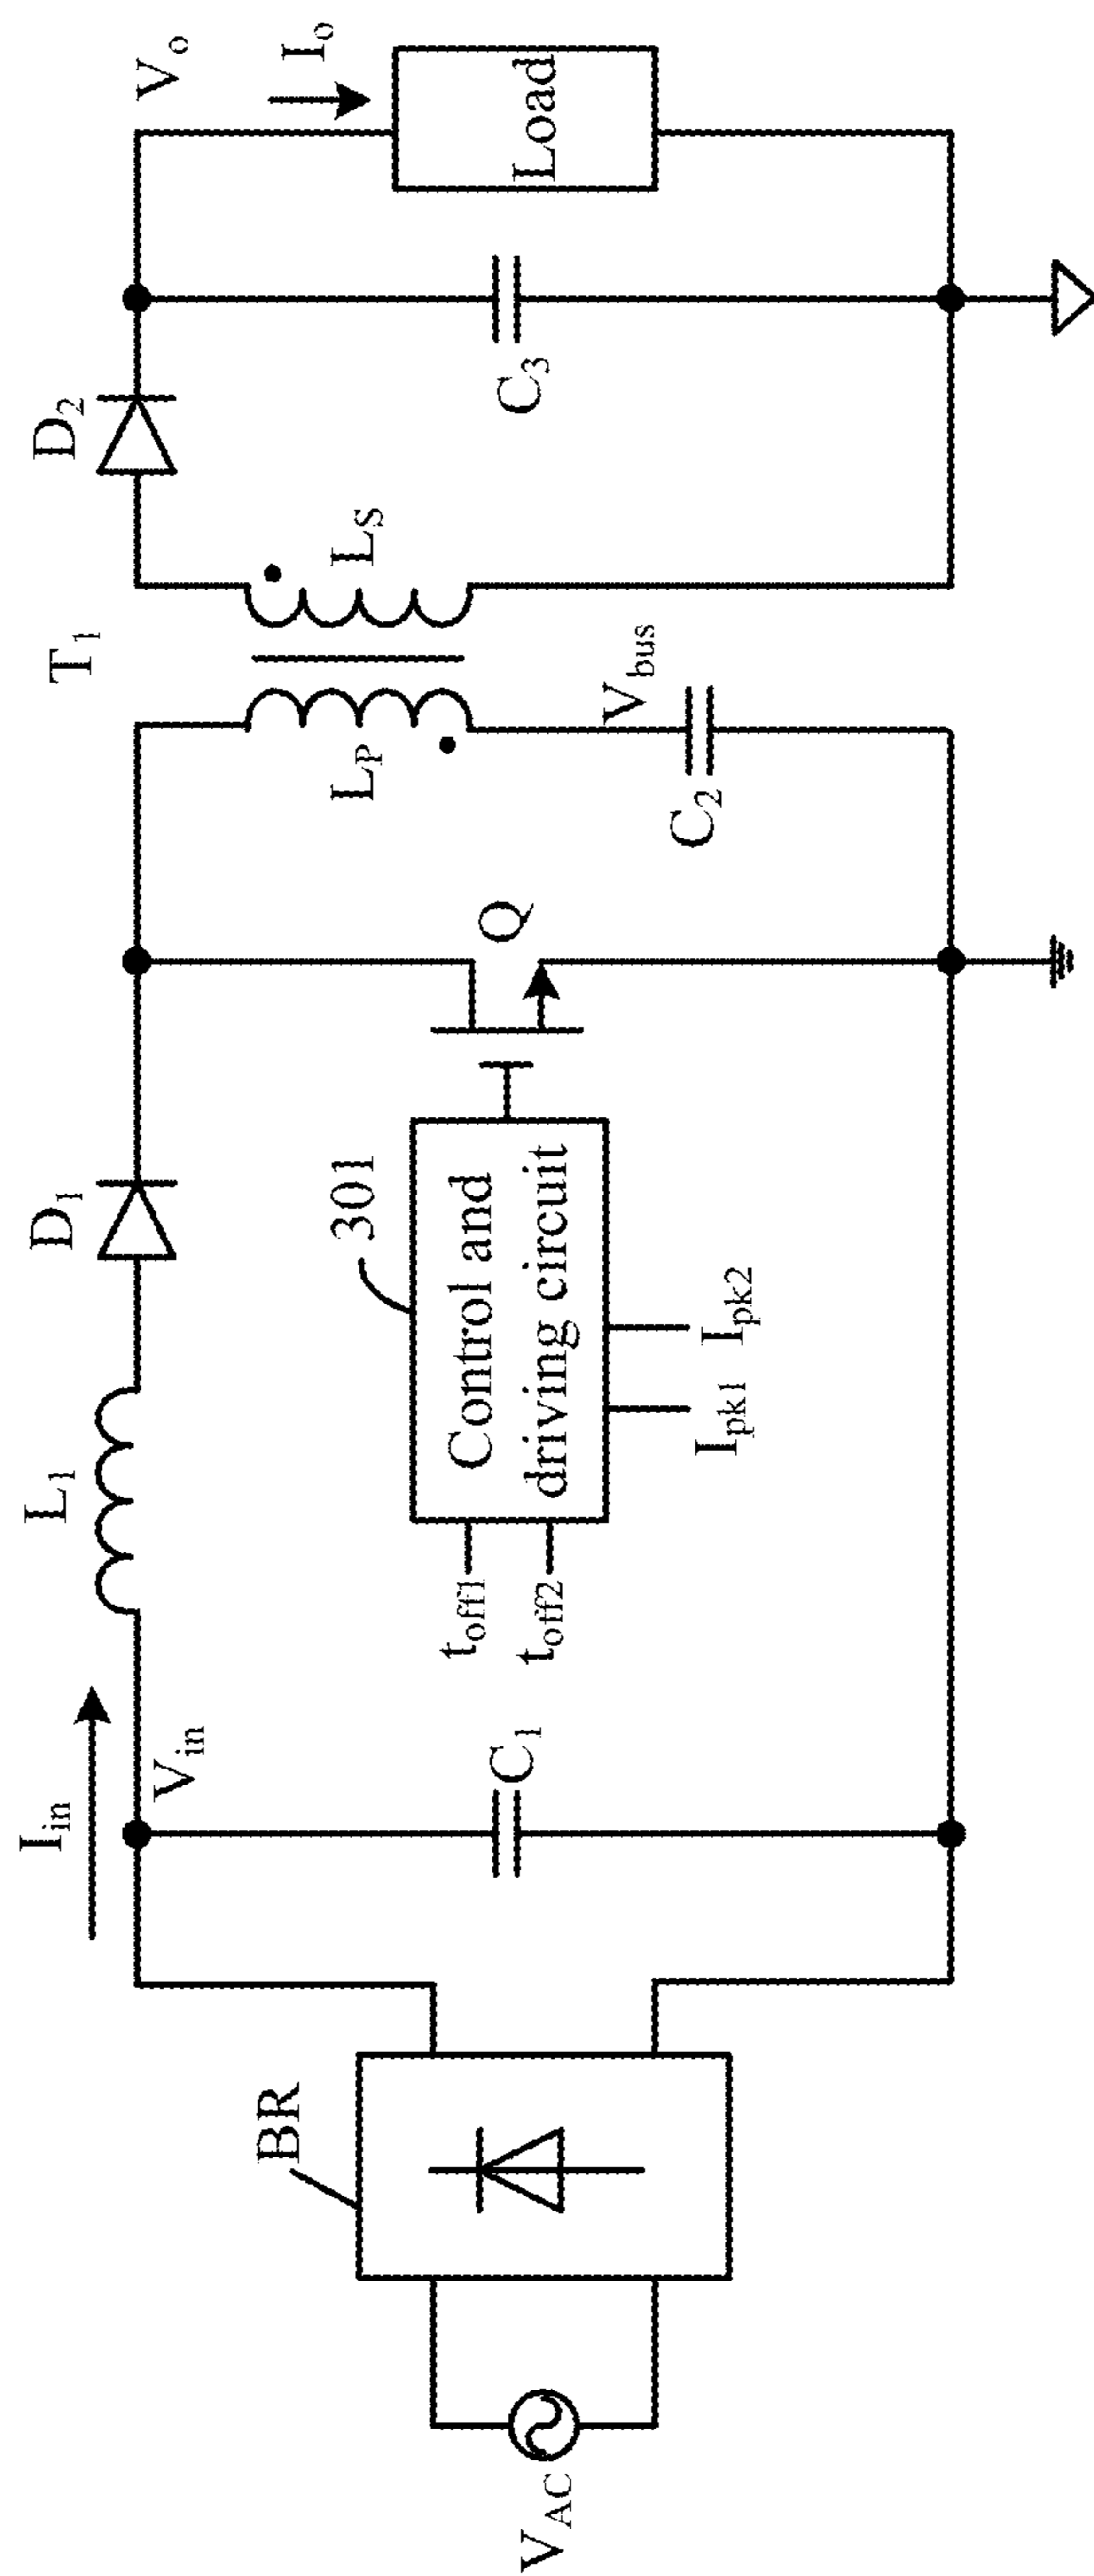 V_AC
BR
I_in
V_in
C_1
L_1
D_1
301
Control and
driving circuit
t_off1
t_off2
I_pk1
I_pk2
Q
T_1
L_P
L_S
V_bus
C_2
D_2
C_3
V_o
I_o
Load